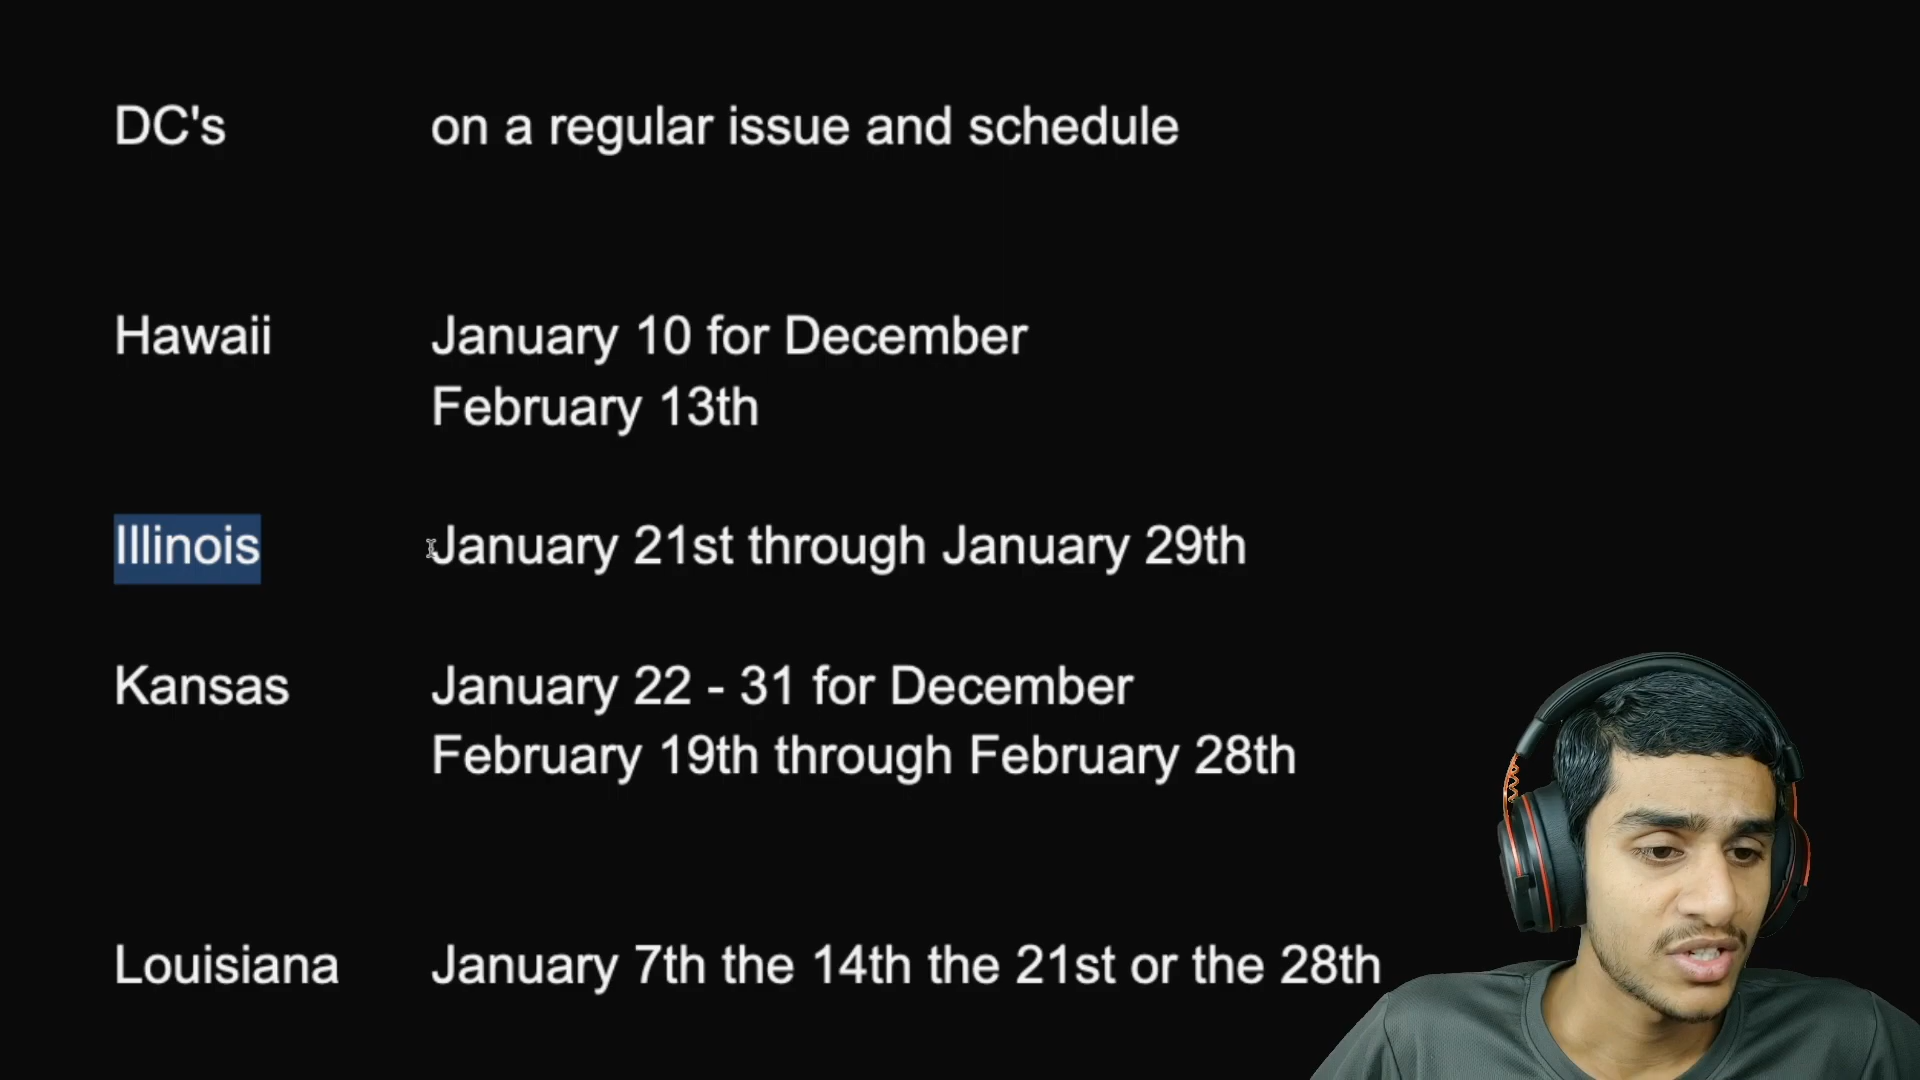 DC's on a regular issue and schedule
Hawaii January 10 for December
February 13th
Illinois January 21st through January 29th
Kansas January 22 - 31 for December
February 19th through February 28th
Louisiana January 7th the 14th the 21st or the 28th